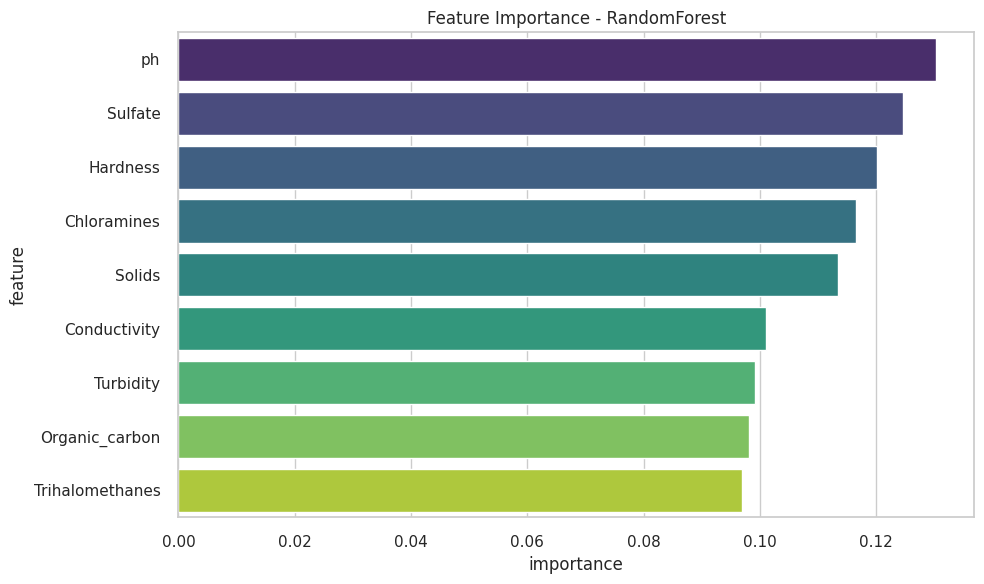 Feature Importance - RandomForest
feature
ph
Sulfate
Hardness
Chloramines
Solids
Conductivity
Turbidity
Organic_carbon
Trihalomethanes
0.00 0.02 0.04 0.06 0.08 0.10 0.12
importance